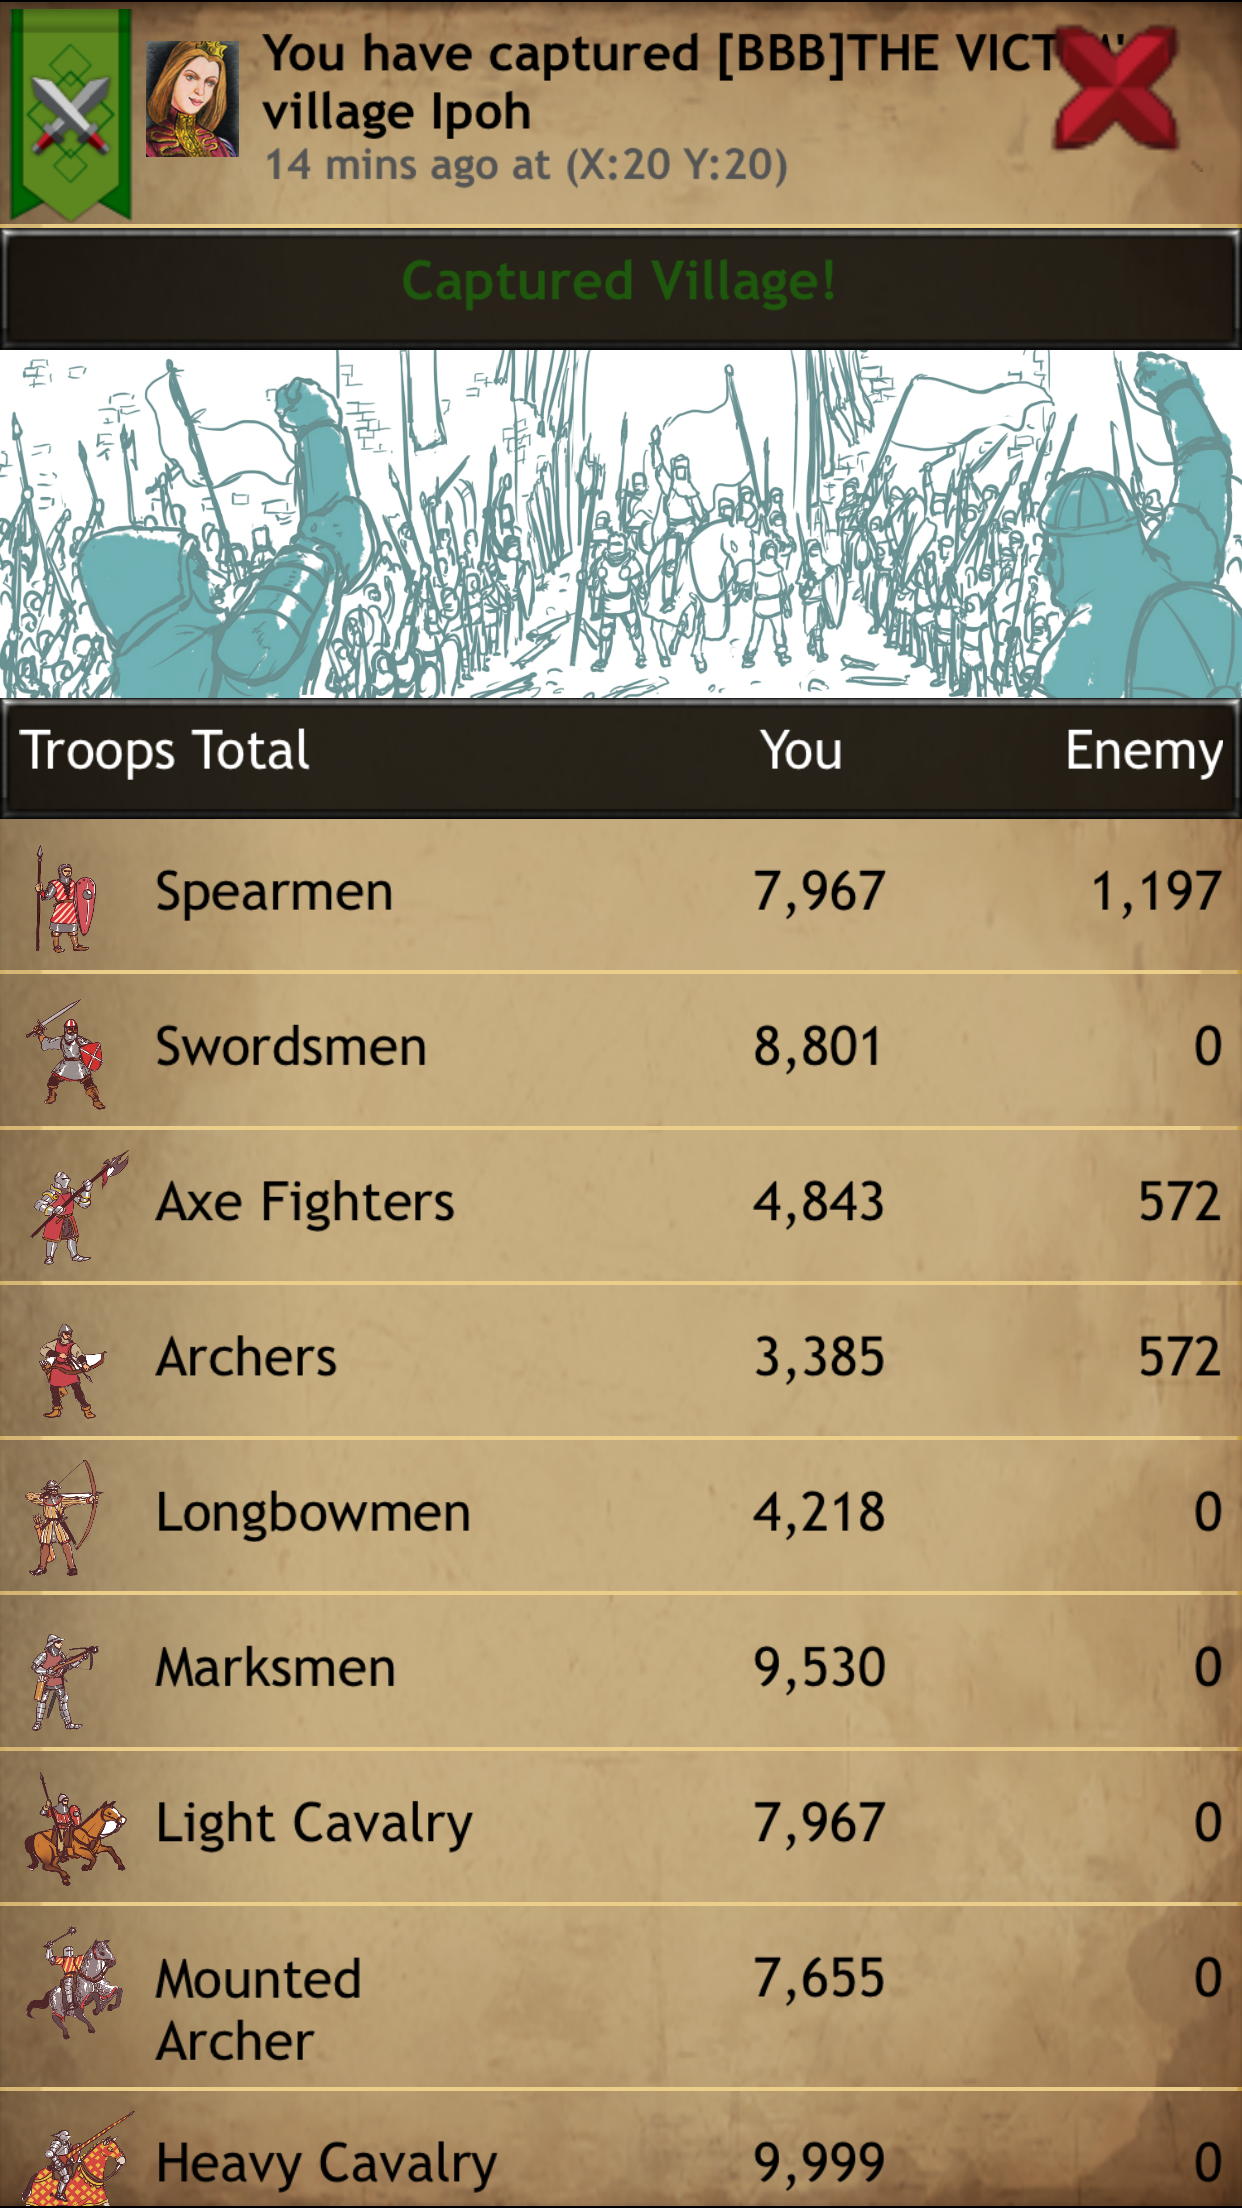 You have captured [BBB]THE VICT
village Ipoh
14 mins ago at (X:20 Y:20)
Captured Village!
Troops Total You Enemy
Spearmen 7,967 1,197
Swordsmen 8,801 0
Axe Fighters 4,843 572
Archers 3,385 572
Longbowmen 4,218 0
Marksmen 9,530 0
Light Cavalry 7,967 0
Mounted 7,655 0
Archer
Heavy Cavalry 9,999 0